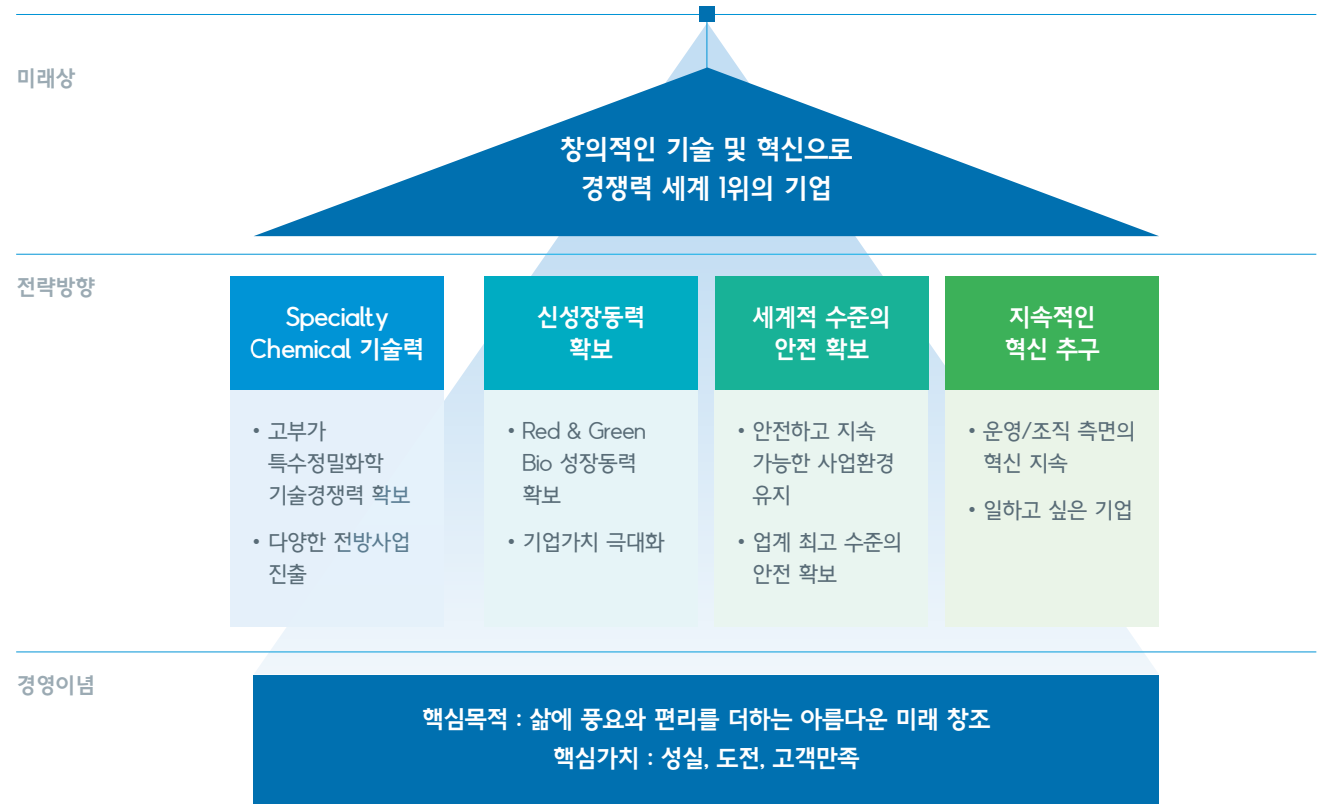 미래상
창의적인 기술 및 혁신으로
경쟁력 세계 1위의 기업
전략방향
Specialty
Chemical 기술력
• 고부가
특수정밀화학
기술경쟁력 확보
• 다양한 전방사업
진출
신성장동력
확보
• Red & Green
Bio 성장동력
확보
• 기업가치 극대화
세계적 수준의
안전 확보
• 안전하고 지속
가능한 사업환경
유지
• 업계 최고 수준의
안전 확보
지속적인
혁신 추구
• 운영/조직 측면의
혁신 지속
• 일하고 싶은 기업
경영이념
핵심목적 : 삶에 풍요와 편리를 더하는 아름다운 미래 창조
핵심가치 : 성실, 도전, 고객만족